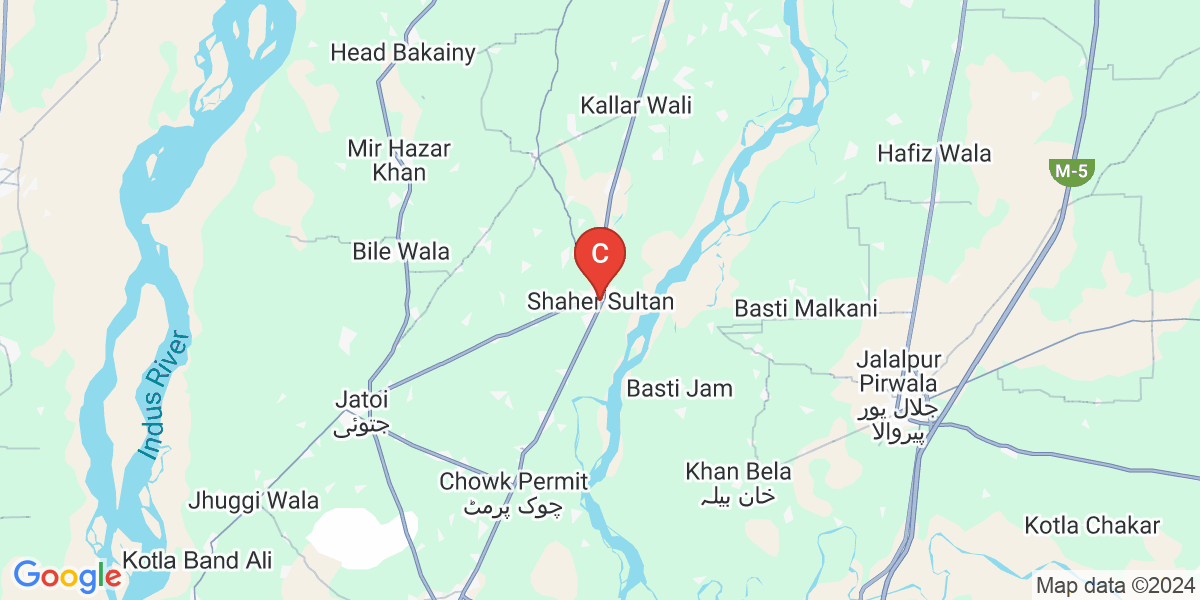 Head Bakainy
Kallar Wali
Mir Hazar
Khan
Hafiz Wala
M-5
Bile Wala
C
Shaher Sultan
Basti Malkani
Indus River
Jalalpur
Pirwala
جلال پور
پیروالا
Basti Jam
Jatoi
جتوئی
Khan Bela
خان بیلہ
Chowk Permit
چوک پرمٹ
Jhuggi Wala
Kotla Chakar
Kotla Band Ali
Google
Map data ©2024